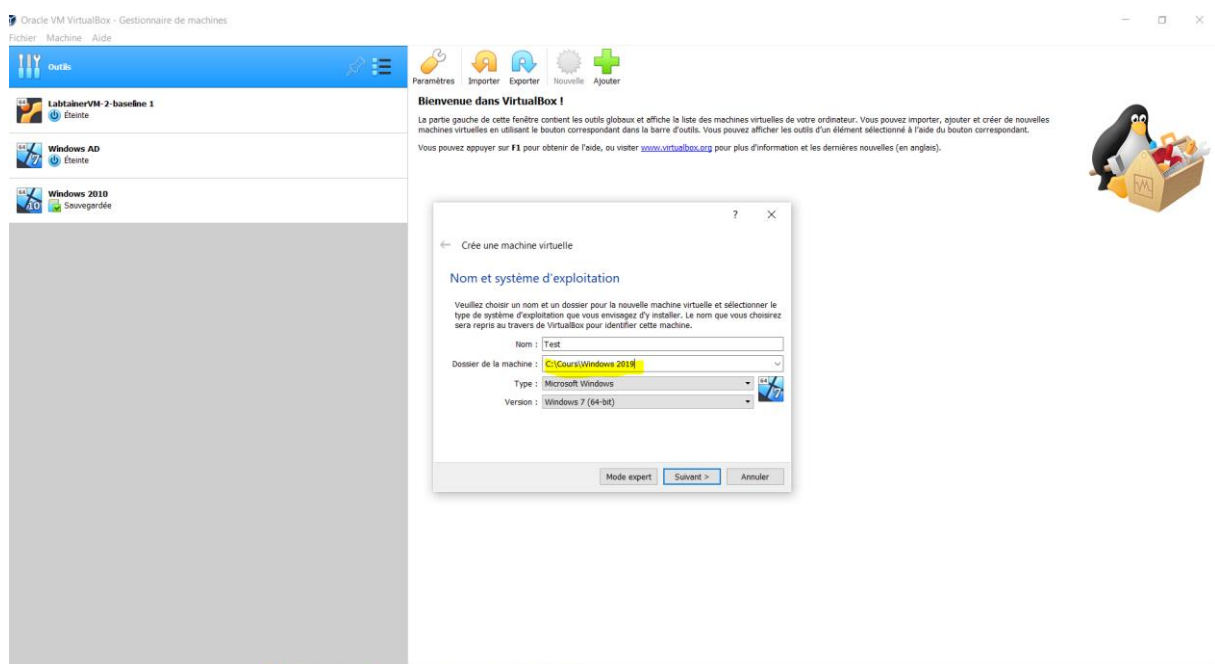 Oracle VM VirtualBox - Gestionnaire de machines
Fichier Machine Aide
Outils
Paramètres Importer Exporter Nouvelle Ajouter
64
LabtainerVM-2-baseline 1
Éteinte
64
7
Windows AD
Éteinte
64
10
Windows 2010
Sauvegardée
Bienvenue dans VirtualBox !
La partie gauche de cette fenêtre contient les outils globaux et affiche la liste des machines virtuelles de votre ordinateur. Vous pouvez importer, ajouter et créer de nouvelles
machines virtuelles en utilisant le bouton correspondant dans la barre d'outils. Vous pouvez afficher les outils d'un élément sélectionné à l'aide du bouton correspondant.
Vous pouvez appuyer sur F1 pour obtenir de l'aide, ou visiter www.virtualbox.org pour plus d'information et les dernières nouvelles (en anglais).
?
Crée une machine virtuelle
Nom et système d'exploitation
Veuillez choisir un nom et un dossier pour la nouvelle machine virtuelle et sélectionner le
type de système d'exploitation que vous envisagez d'y installer. Le nom que vous choisirez
sera repris au travers de VirtualBox pour identifier cette machine.
Nom : Test
Dossier de la machine : C:\Cours\Windows 2019
Type : Microsoft Windows
64
7
Version : Windows 7 (64-bit)
Mode expert Suivant > Annuler